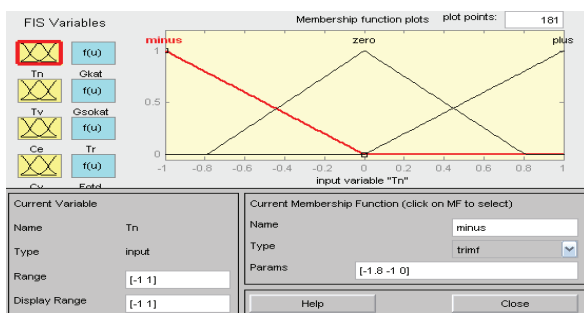 FIS Variables
Membership function plots
plot points: 181
minus
zero
plus
f(u)
Tn
Gkat
f(u)
Tv
Gsokat
f(u)
Ce
Tr
f(u)
1
0.5
0
-1 -0.8 -0.6 -0.4 -0.2 0 0.2 0.4 0.6 0.8 1
input variable "Tn"
Current Variable
Name Tn
Type input
Range [-1 1]
Display Range [-1 1]
Current Membership Function (click on MF to select)
Name minus
Type trimf
Params [-1.8 -1 0]
Help
Close